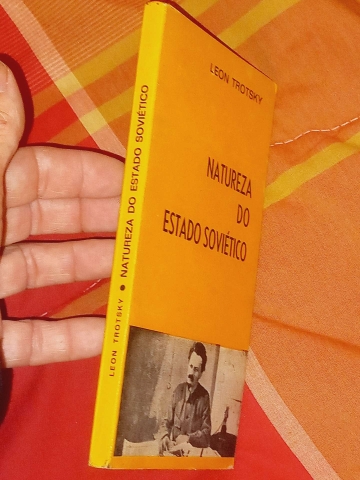 LEON TROTSKY
NATUREZA
DO
ESTADO SOVIÉTICO
LEON TROTSKY • NATUREZA DO ESTADO SOVIÉTICO